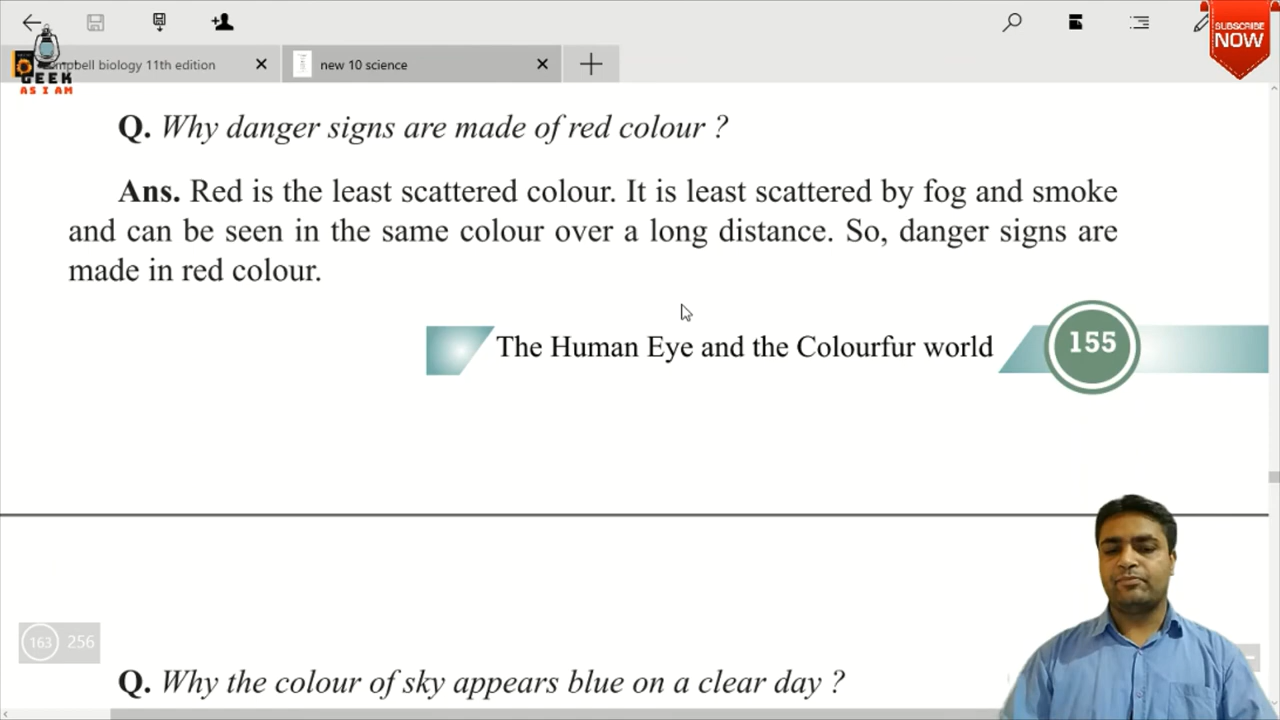 SUBSCRIBE
NOW
mpbell biology 11th edition
new 10 science
GEEK
AS I AM
Q. Why danger signs are made of red colour ?
Ans. Red is the least scattered colour. It is least scattered by fog and smoke
and can be seen in the same colour over a long distance. So, danger signs are
made in red colour.
The Human Eye and the Colourfur world
155
163 256
Q. Why the colour of sky appears blue on a clear day ?